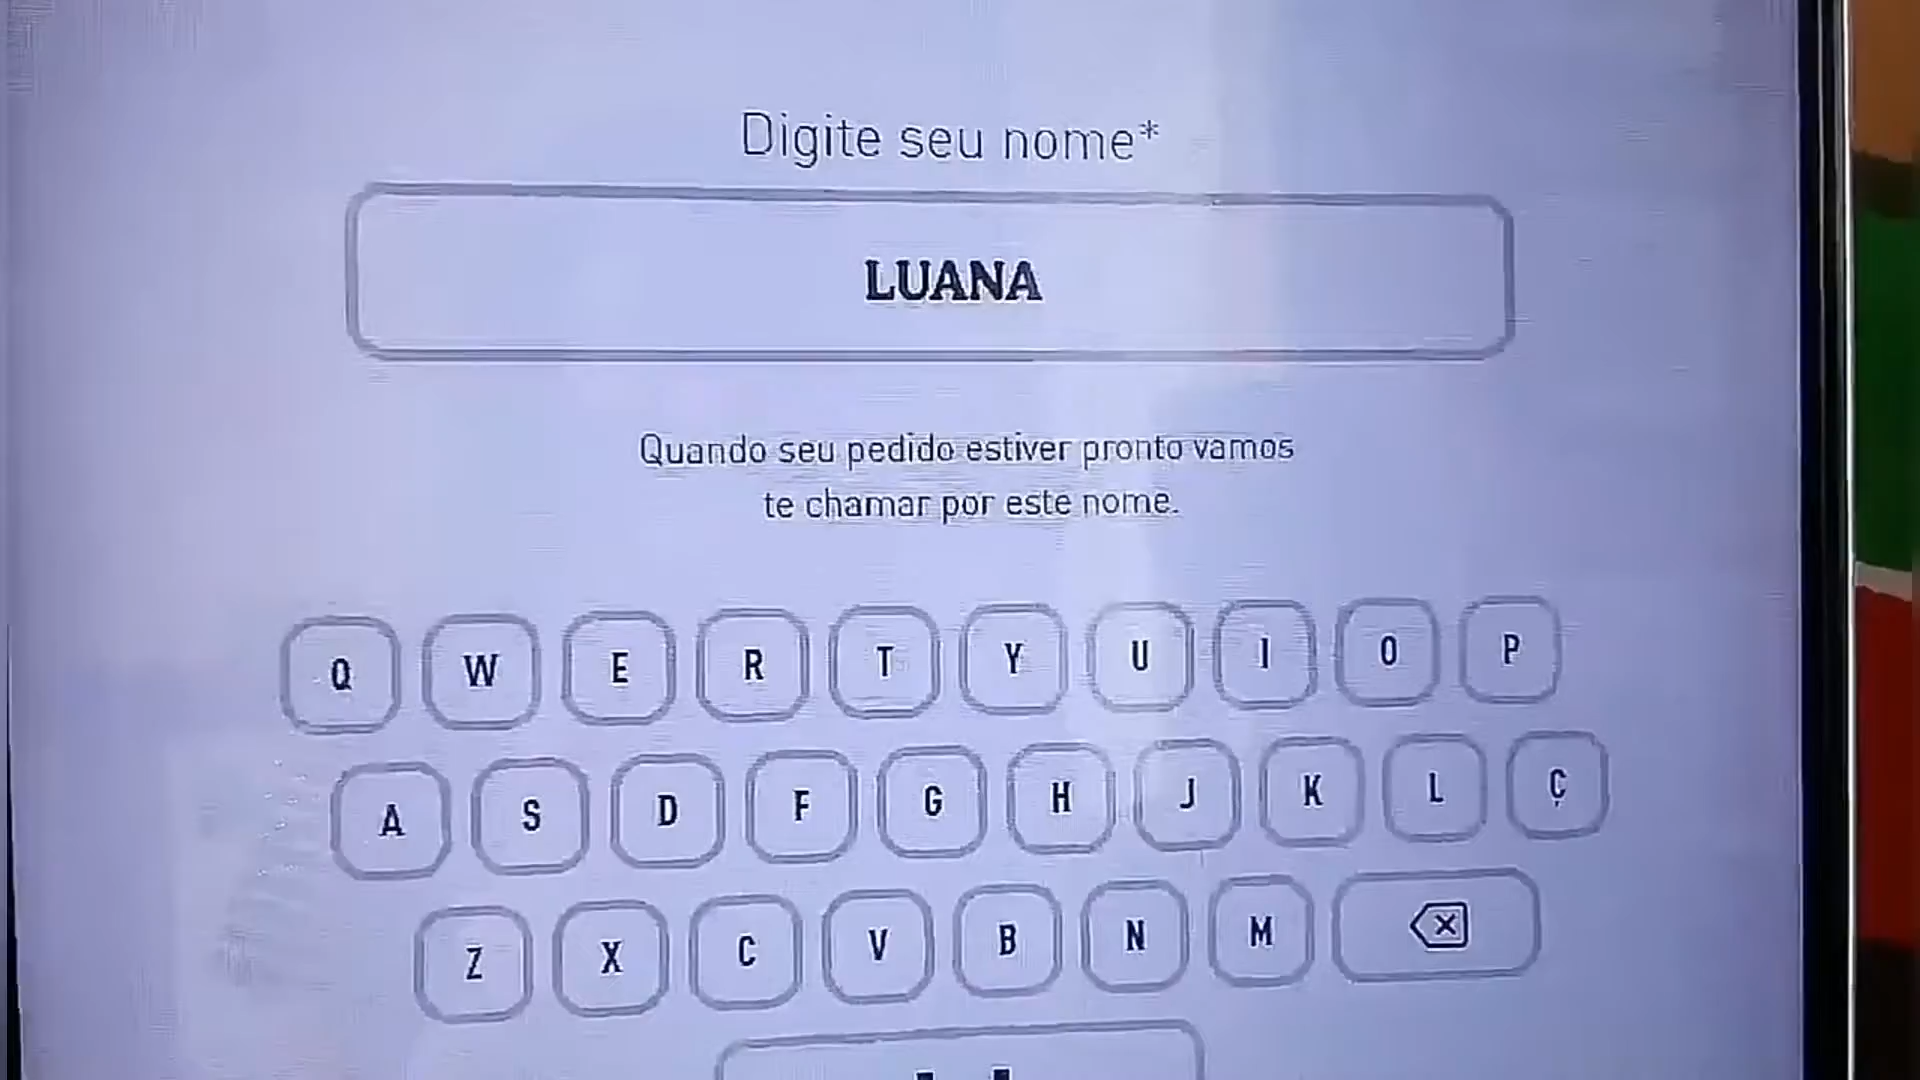 Digite seu nome*
LUANA
Quando seu pedido estiver pronto vamos
te chamar por este nome.
Q W E R T Y U I O P
A S D F G H J K L Ç
Z X C V B N M